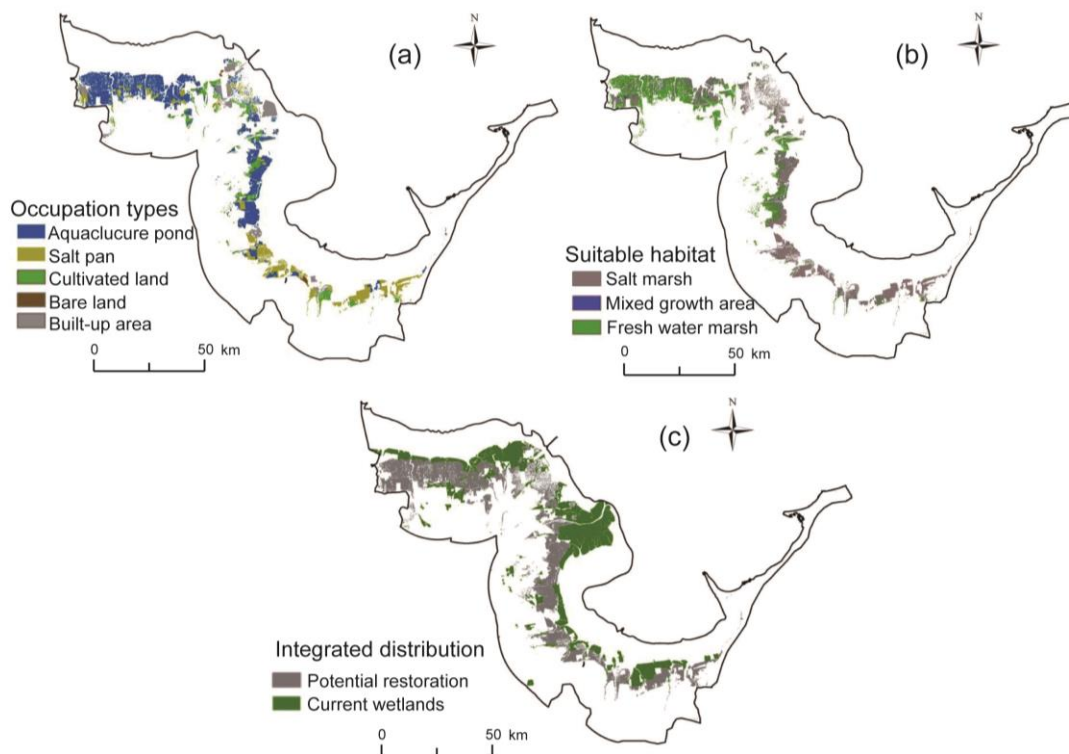 N
(a)
Occupation types
Aquaclucure pond
Salt pan
Cultivated land
Bare land
Built-up area
0 50 km
N
(b)
Suitable habitat
Salt marsh
Mixed growth area
Fresh water marsh
0 50 km
N
(c)
Integrated distribution
Potential restoration
Current wetlands
0 50 km